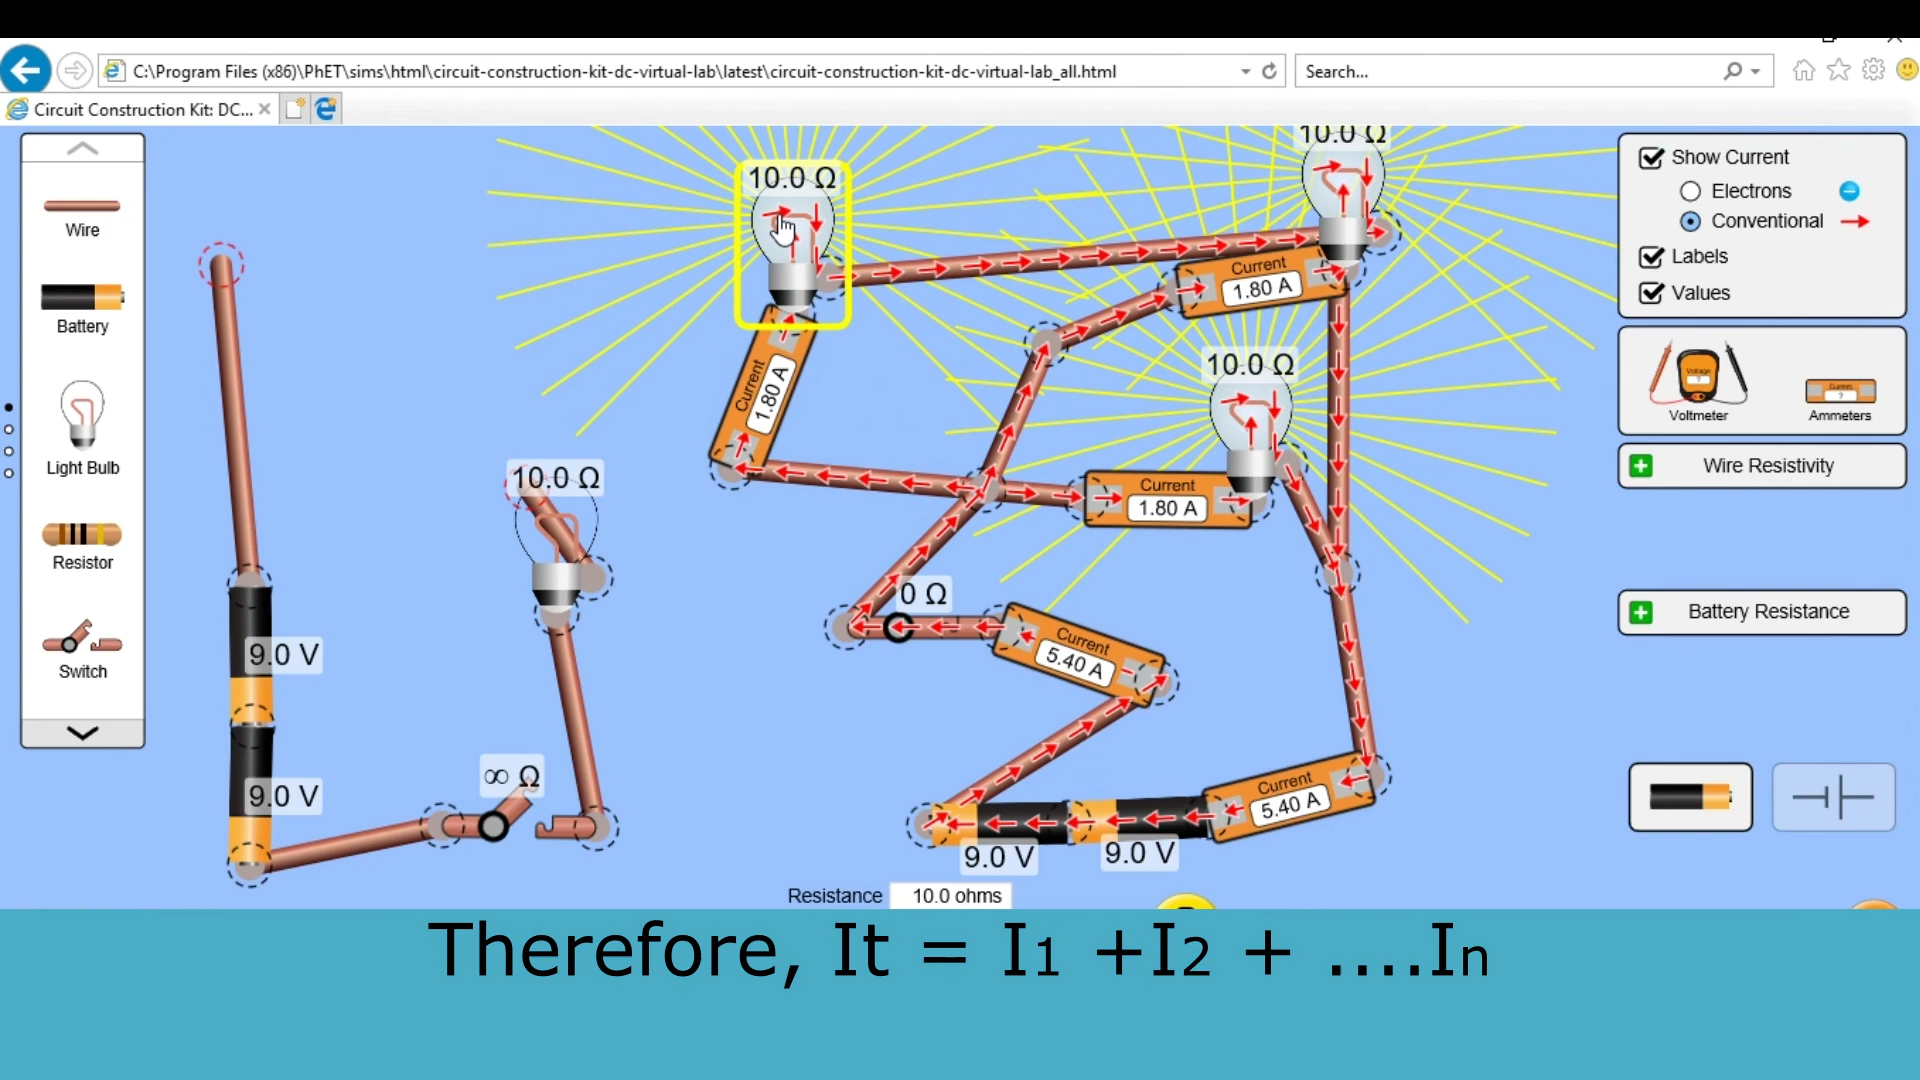 C:\Program Files (x86)\PhET\sims\html\circuit-construction-kit-dc-virtual-lab\latest\circuit-construction-kit-dc-virtual-lab_all.html
Search...
Circuit Construction Kit: DC...
Wire
Battery
Light Bulb
Resistor
Switch
10.0 Ω
10.0 Ω
Current
1.80 A
Current
1.80 A
10.0 Ω
Current
1.80 A
10.0 Ω
0 Ω
Current
5.40 A
9.0 V
9.0 V
∞ Ω
Current
5.40 A
9.0 V
9.0 V
Resistance 10.0 ohms
Show Current
Electrons
Conventional
Labels
Values
Voltage
?
Voltmeter
Current
?
Ammeters
Wire Resistivity
Battery Resistance
Therefore, It = I1 +I2 + ....In